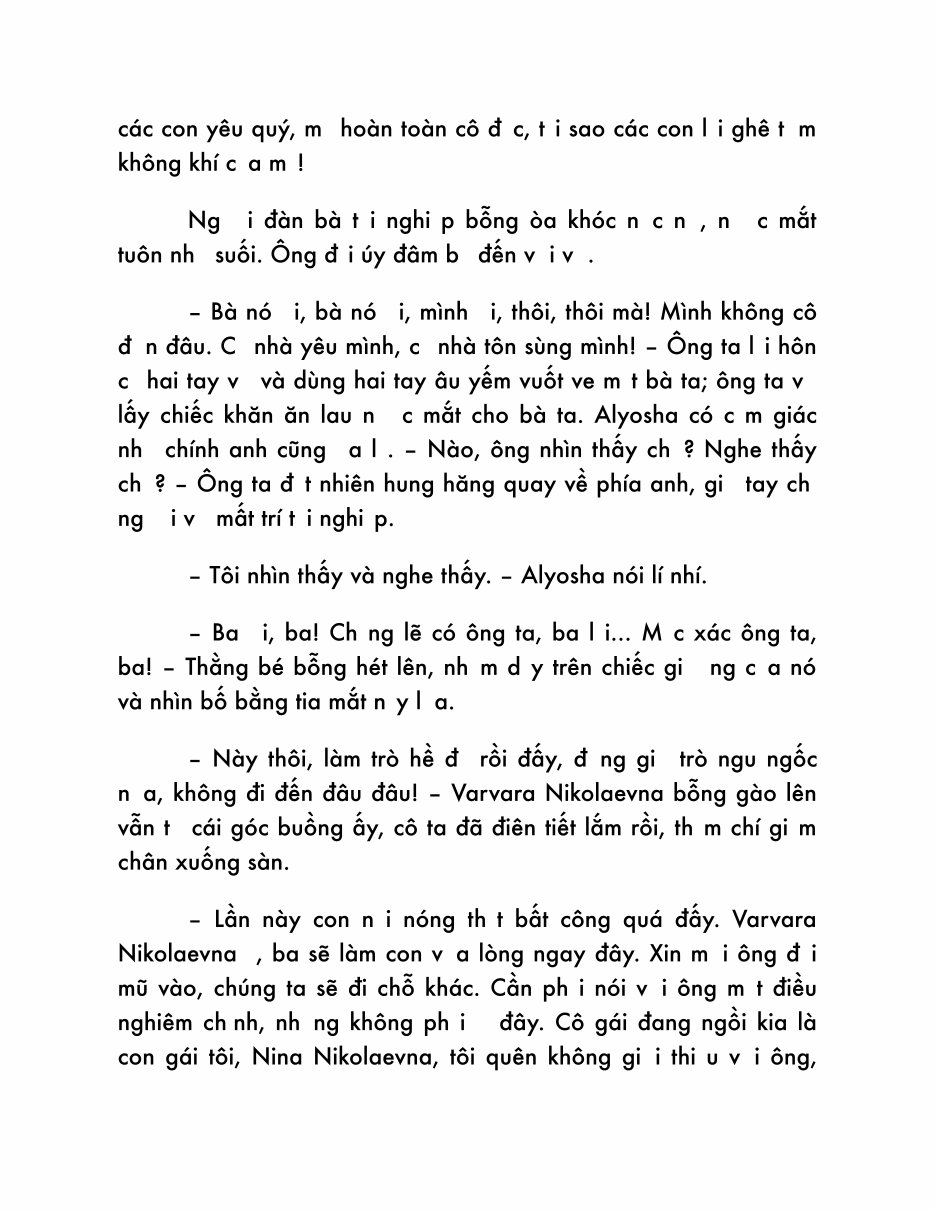 các con yêu quý, m  hoàn toàn cô đ c, t i sao các con l i ghê t m
không khí c a m !
Ng  i đàn bà t i nghi p bỗng òa khóc n c n , n  c mắt
tuôn nh  suối. Ông đ i úy đâm b  đến v i v .
– Bà nó  i, bà nó  i, mình  i, thôi, thôi mà! Mình không cô
đ n đâu. C  nhà yêu mình, c  nhà tôn sùng mình! – Ông ta l i hôn
c  hai tay v  và dùng hai tay âu yếm vuốt ve m t bà ta; ông ta v
lấy chiếc khăn ăn lau n  c mắt cho bà ta. Alyosha có c m giác
nh  chính anh cũng  a l . – Nào, ông nhìn thấy ch ? Nghe thấy
ch ? – Ông ta đ t nhiên hung hăng quay về phía anh, gi  tay ch
ng  i v  mất trí t i nghi p.
– Tôi nhìn thấy và nghe thấy. – Alyosha nói lí nhí.
– Ba  i, ba! Ch ng lẽ có ông ta, ba l i... M c xác ông ta,
ba! – Thằng bé bỗng hét lên, nh m d y trên chiếc gi  ng c a nó
và nhìn bố bằng tia mắt n y l a.
– Này thôi, làm trò hề đ  rồi đấy, đ ng gi  trò ngu ngốc
n a, không đi đến đâu đâu! – Varvara Nikolaevna bỗng gào lên
vẫn t  cái góc buồng ấy, cô ta đã điên tiết lắm rồi, th m chí gi m
chân xuống sàn.
– Lần này con n i nóng th t bất công quá đấy. Varvara
Nikolaevna  , ba sẽ làm con v a lòng ngay đây. Xin m i ông đ i
mũ vào, chúng ta sẽ đi chỗ khác. Cần ph i nói v i ông m t điều
nghiêm ch nh, nh ng không ph i   đây. Cô gái đang ngồi kia là
con gái tôi, Nina Nikolaevna, tôi quên không gi i thi u v i ông,